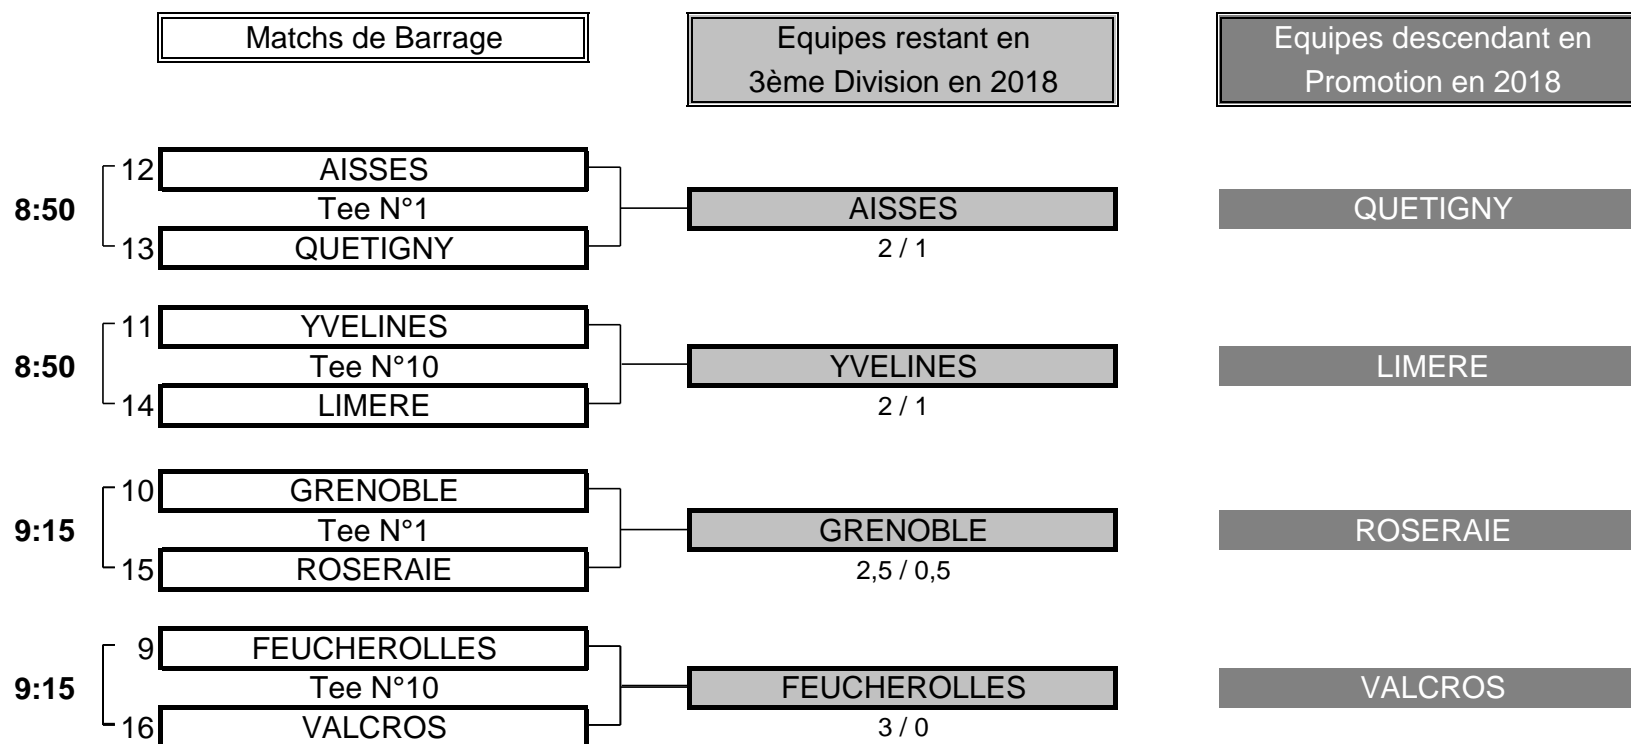 Matchs de Barrage
Equipes restant en
3ème Division en 2018
Equipes descendant en
Promotion en 2018
12 AISSES
8:50 Tee N°1 AISSES QUETIGNY
13 QUETIGNY 2 / 1
11 YVELINES
8:50 Tee N°10 YVELINES LIMERE
14 LIMERE 2 / 1
10 GRENOBLE
9:15 Tee N°1 GRENOBLE ROSERAIE
15 ROSERAIE 2,5 / 0,5
9 FEUCHEROLLES
9:15 Tee N°10 FEUCHEROLLES VALCROS
16 VALCROS 3 / 0